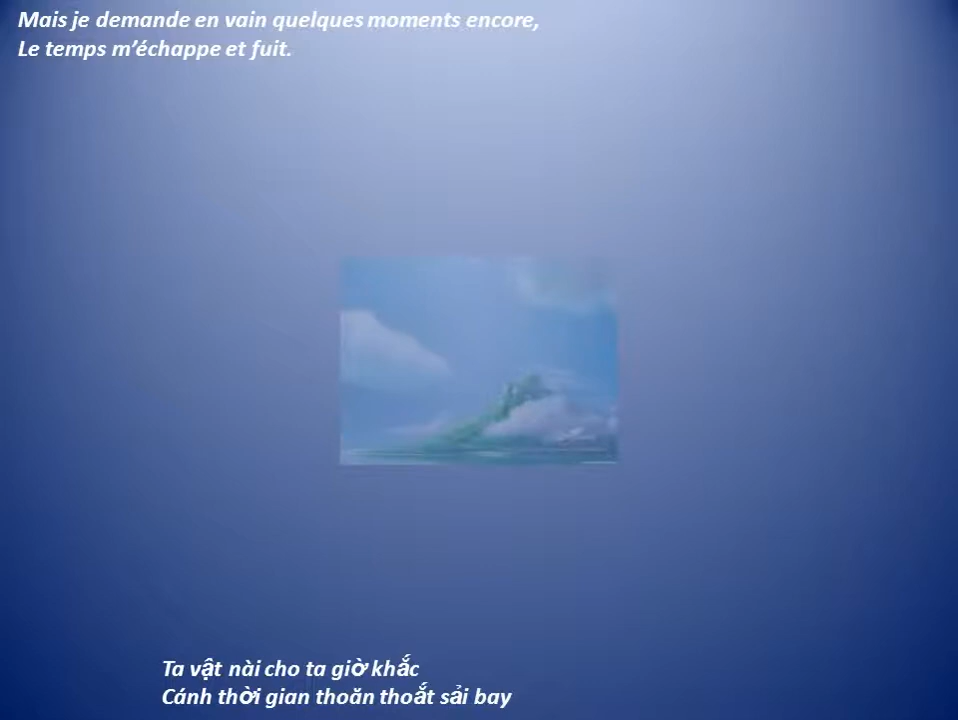 Mais je demande en vain quelques moments encore,
Le temps m’échappe et fuit.
Ta vật nài cho ta giờ khắc
Cánh thời gian thoăn thoắt sải bay